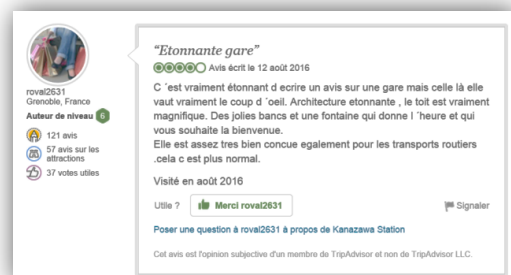 “Etonnante gare”
Avis écrit le 12 août 2016
C ´est vraiment étonnant d ecrire un avis sur une gare mais celle là elle
vaut vraiment le coup d ´oeil. Architecture etonnante , le toit est vraiment
magnifique. Des jolies bancs et une fontaine qui donne l ´heure et qui
vous souhaite la bienvenue.
Elle est assez tres bien concue egalement pour les transports routiers
.cela c est plus normal.
Visité en août 2016
Utile ?
Merci roval2631
Signaler
Poser une question à roval2631 à propos de Kanazawa Station
Cet avis est l'opinion subjective d'un membre de TripAdvisor et non de TripAdvisor LLC.
roval2631
Grenoble, France
Auteur de niveau 6
121 avis
57 avis sur les
attractions
37 votes utiles